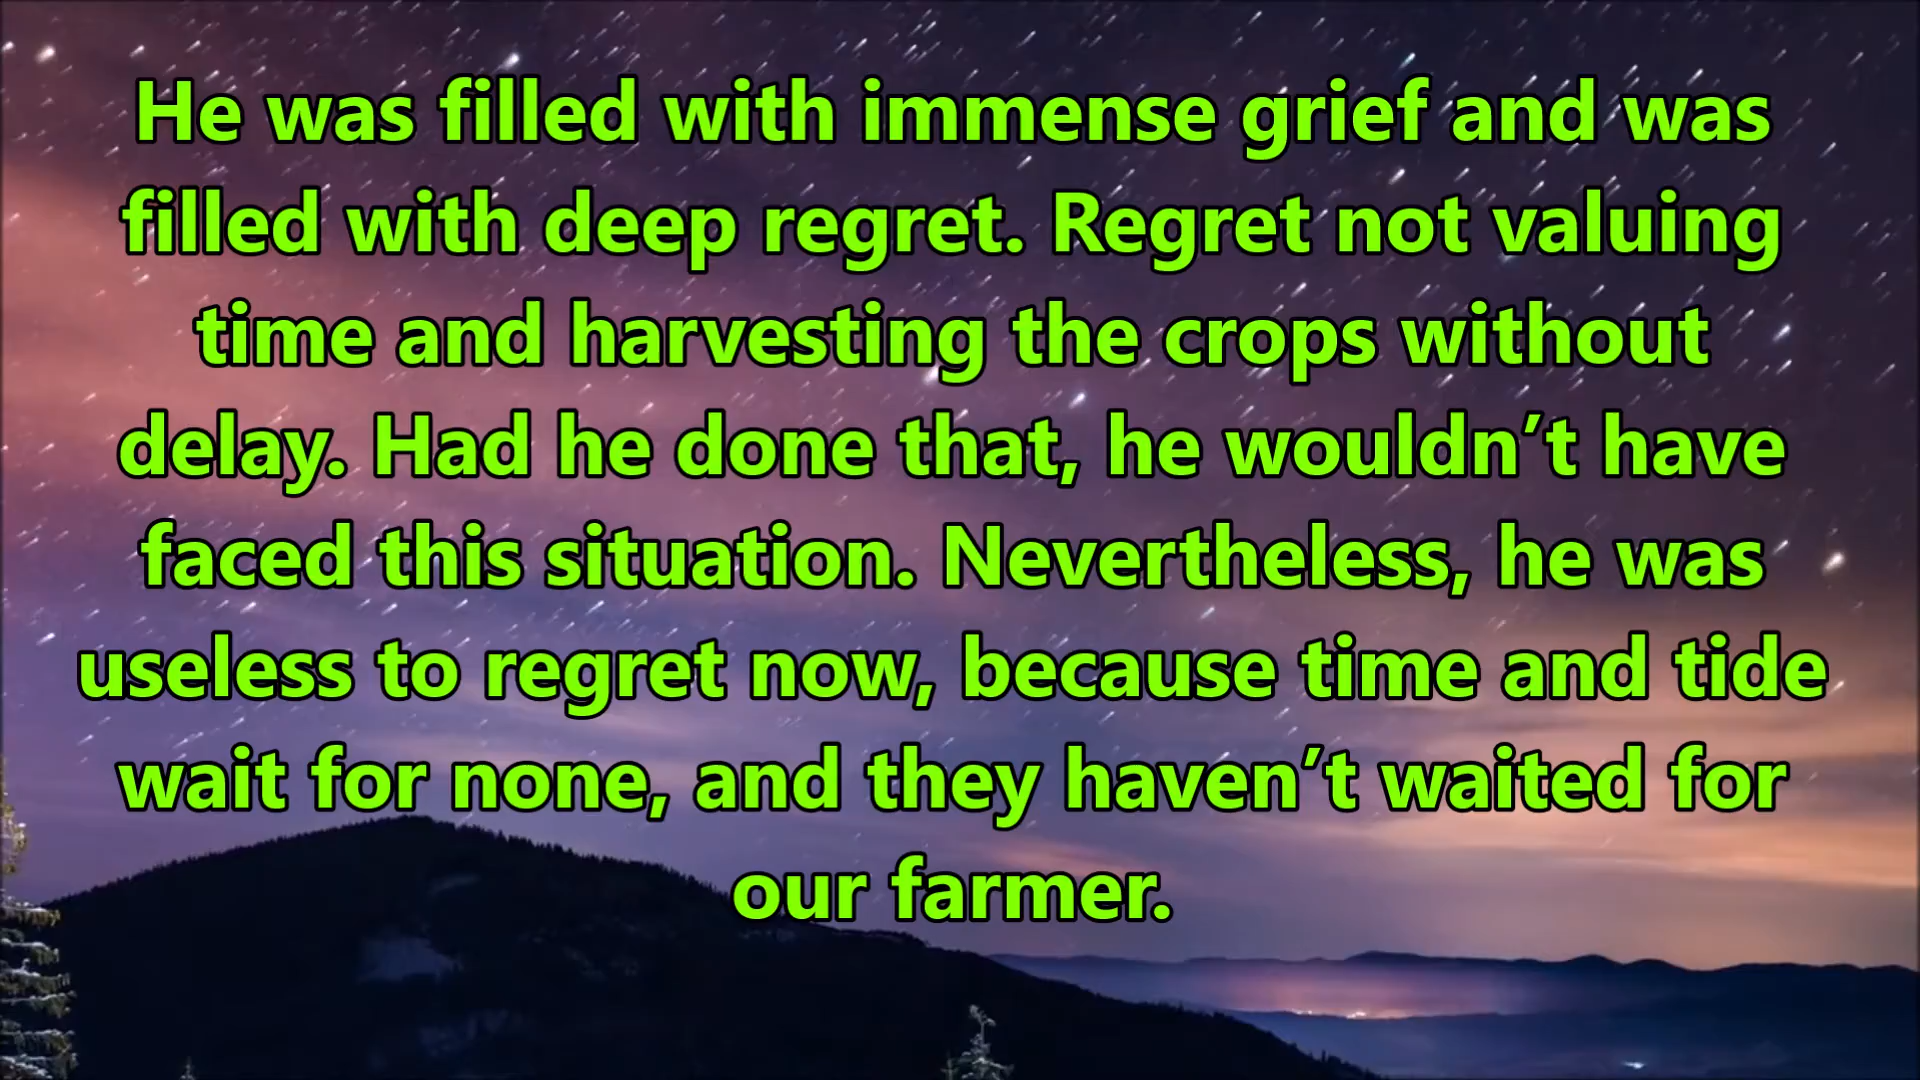 He was filled with immense grief and was
filled with deep regret. Regret not valuing
time and harvesting the crops without
delay. Had he done that, he wouldn’t have
faced this situation. Nevertheless, he was
useless to regret now, because time and tide
wait for none, and they haven’t waited for
our farmer.